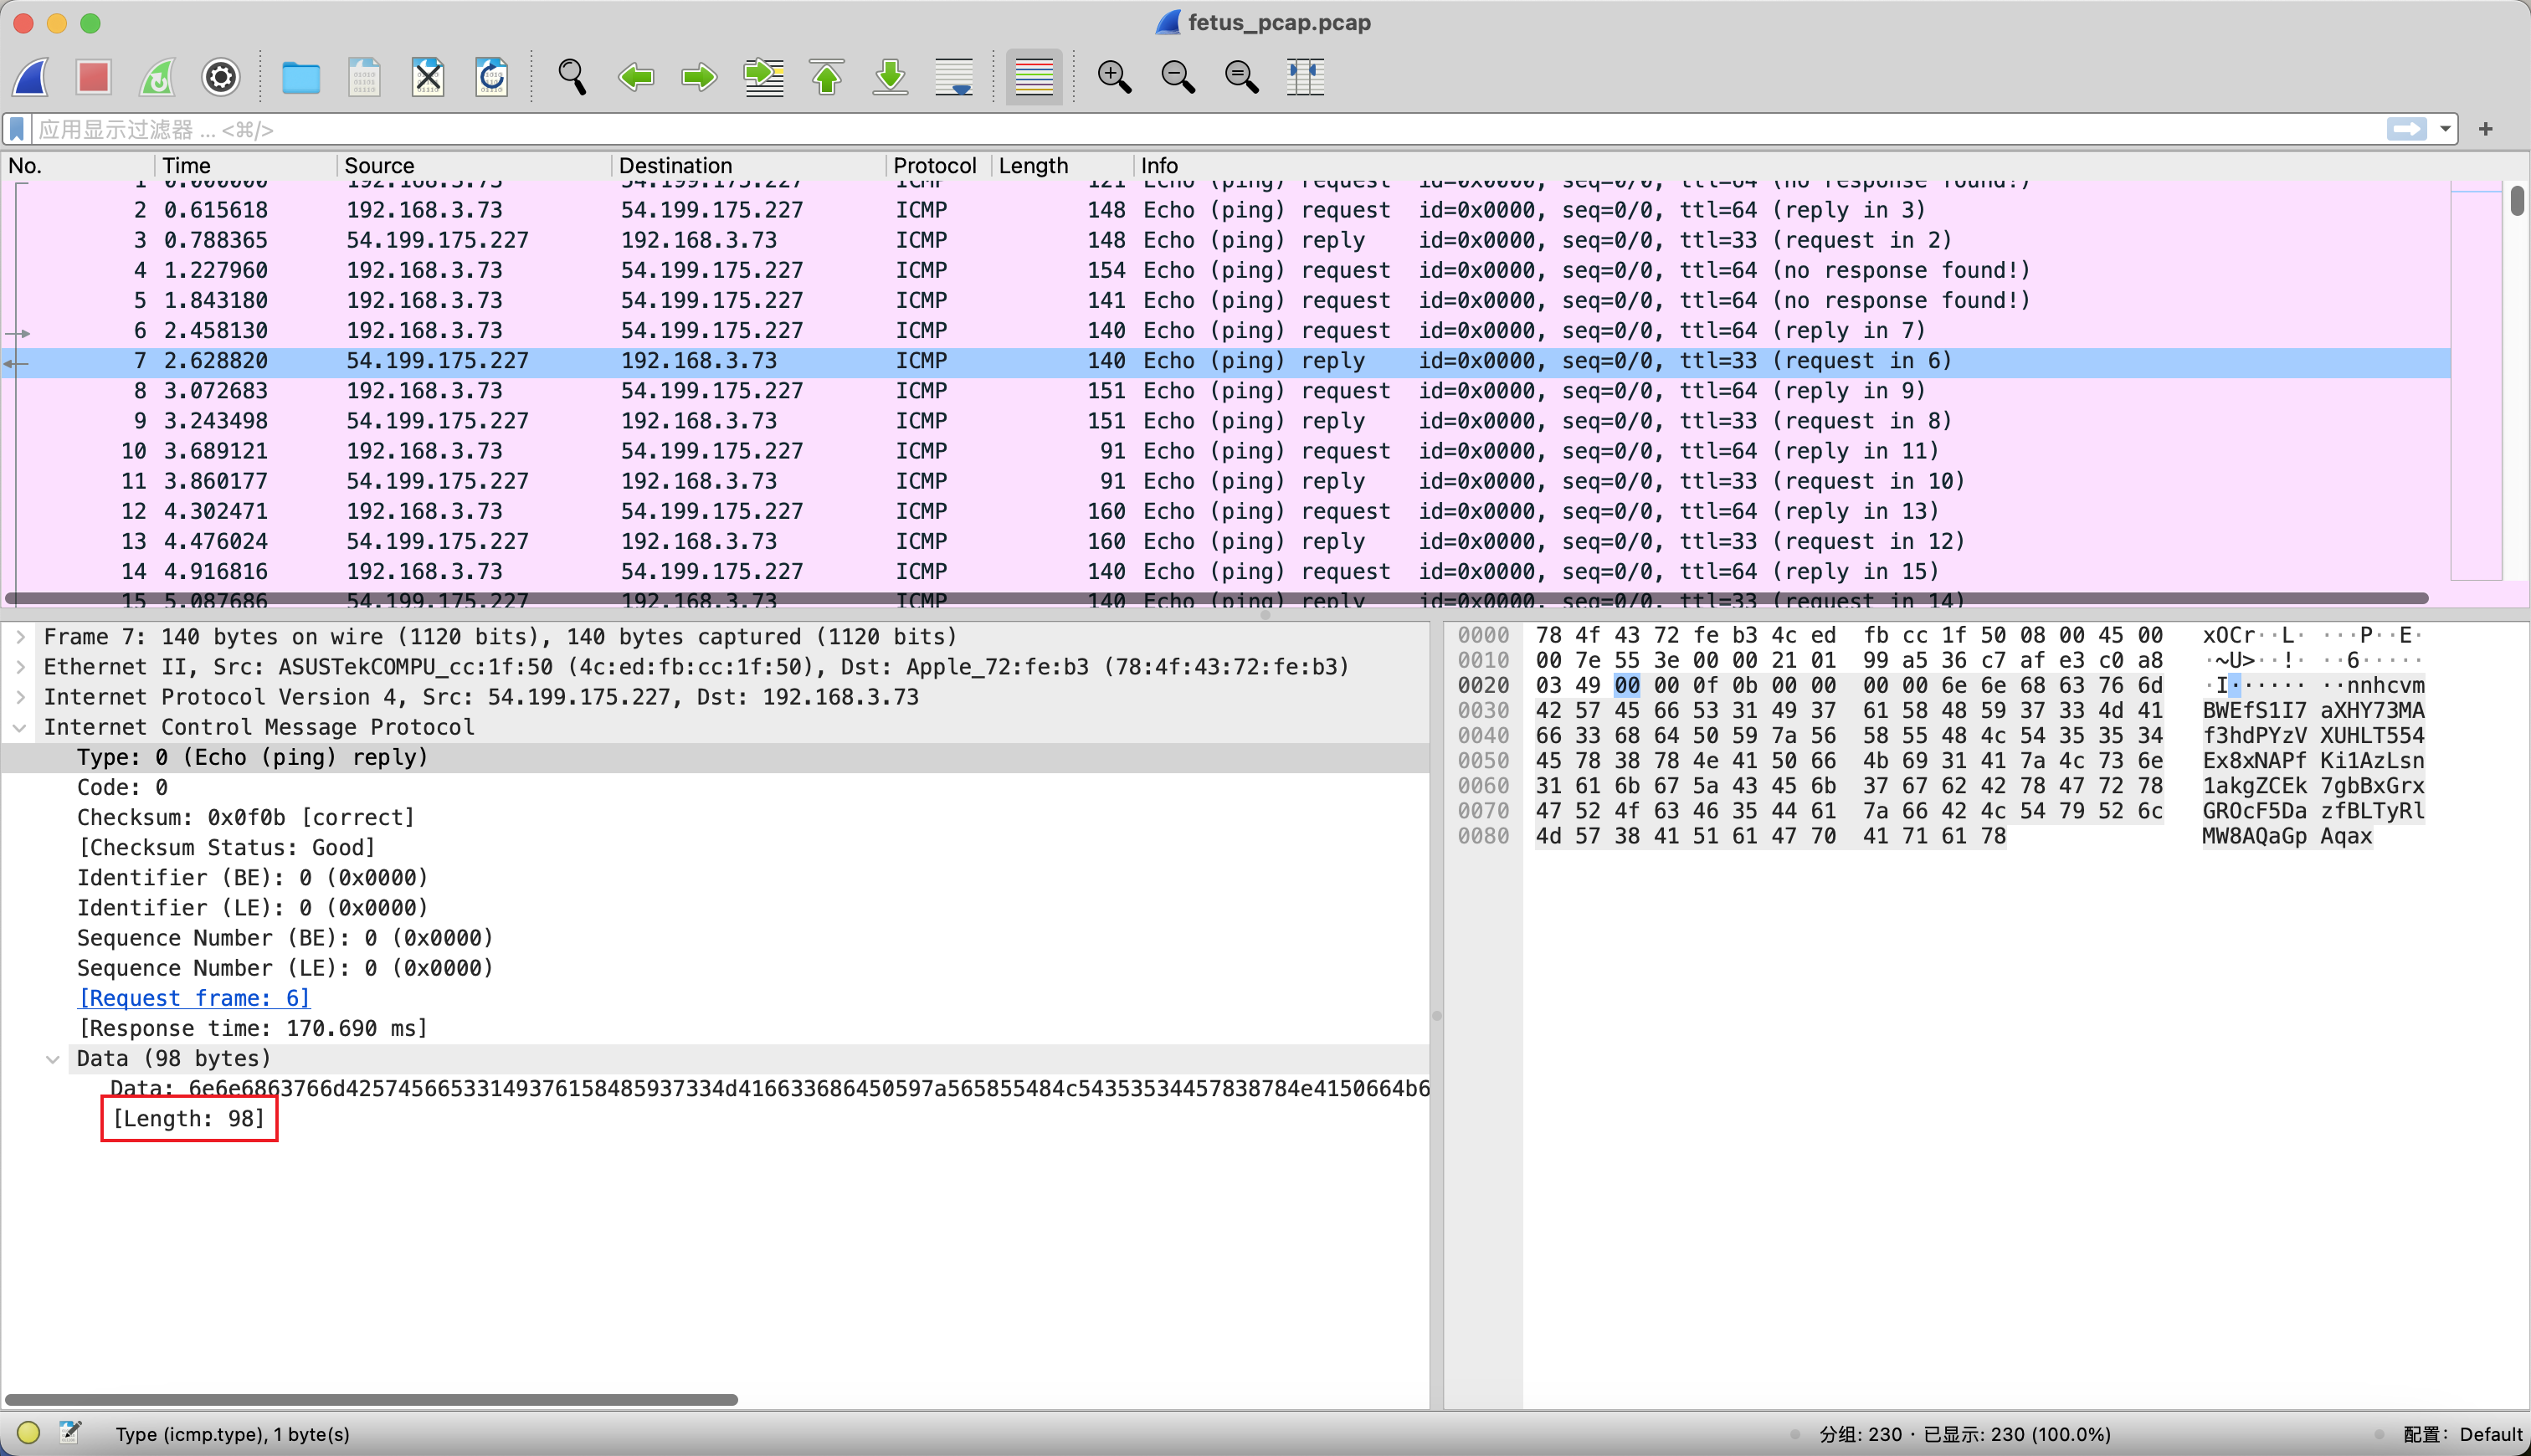 fetus_pcap.pcap
应用显示过滤器 ... <⌘/>
No. Time Source Destination Protocol Length Info
1 0.000000 192.168.3.73 54.199.175.227 ICMP 121 Echo (ping) request id=0x0000, seq=0/0, ttl=64 (no response found!)
2 0.615618 192.168.3.73 54.199.175.227 ICMP 148 Echo (ping) request id=0x0000, seq=0/0, ttl=64 (reply in 3)
3 0.788365 54.199.175.227 192.168.3.73 ICMP 148 Echo (ping) reply id=0x0000, seq=0/0, ttl=33 (request in 2)
4 1.227960 192.168.3.73 54.199.175.227 ICMP 154 Echo (ping) request id=0x0000, seq=0/0, ttl=64 (no response found!)
5 1.843180 192.168.3.73 54.199.175.227 ICMP 141 Echo (ping) request id=0x0000, seq=0/0, ttl=64 (no response found!)
6 2.458130 192.168.3.73 54.199.175.227 ICMP 140 Echo (ping) request id=0x0000, seq=0/0, ttl=64 (reply in 7)
7 2.628820 54.199.175.227 192.168.3.73 ICMP 140 Echo (ping) reply id=0x0000, seq=0/0, ttl=33 (request in 6)
8 3.072683 192.168.3.73 54.199.175.227 ICMP 151 Echo (ping) request id=0x0000, seq=0/0, ttl=64 (reply in 9)
9 3.243498 54.199.175.227 192.168.3.73 ICMP 151 Echo (ping) reply id=0x0000, seq=0/0, ttl=33 (request in 8)
10 3.689121 192.168.3.73 54.199.175.227 ICMP 91 Echo (ping) request id=0x0000, seq=0/0, ttl=64 (reply in 11)
11 3.860177 54.199.175.227 192.168.3.73 ICMP 91 Echo (ping) reply id=0x0000, seq=0/0, ttl=33 (request in 10)
12 4.302471 192.168.3.73 54.199.175.227 ICMP 160 Echo (ping) request id=0x0000, seq=0/0, ttl=64 (reply in 13)
13 4.476024 54.199.175.227 192.168.3.73 ICMP 160 Echo (ping) reply id=0x0000, seq=0/0, ttl=33 (request in 12)
14 4.916816 192.168.3.73 54.199.175.227 ICMP 140 Echo (ping) request id=0x0000, seq=0/0, ttl=64 (reply in 15)
15 5.087686 54.199.175.227 192.168.3.73 ICMP 140 Echo (ping) reply id=0x0000, seq=0/0, ttl=33 (request in 14)
Frame 7: 140 bytes on wire (1120 bits), 140 bytes captured (1120 bits)
Ethernet II, Src: ASUSTekCOMPU_cc:1f:50 (4c:ed:fb:cc:1f:50), Dst: Apple_72:fe:b3 (78:4f:43:72:fe:b3)
Internet Protocol Version 4, Src: 54.199.175.227, Dst: 192.168.3.73
Internet Control Message Protocol
Type: 0 (Echo (ping) reply)
Code: 0
Checksum: 0x0f0b [correct]
[Checksum Status: Good]
Identifier (BE): 0 (0x0000)
Identifier (LE): 0 (0x0000)
Sequence Number (BE): 0 (0x0000)
Sequence Number (LE): 0 (0x0000)
[Request frame: 6]
[Response time: 170.690 ms]
Data (98 bytes)
Data: 6e6e6863766d425745665331493761584859373​34d416633686450597a565855484c54353534457838784e4150664b6
[Length: 98]
0000 78 4f 43 72 fe b3 4c ed fb cc 1f 50 08 00 45 00 xOCr··L· ···P··E·
0010 00 7e 55 3e 00 00 21 01 99 a5 36 c7 af e3 c0 a8 ·~U>··!· ··6·····
0020 03 49 00 00 0f 0b 00 00 00 00 6e 6e 68 63 76 6d ·I······ ··nnhcvm
0030 42 57 45 66 53 31 49 37 61 58 48 59 37 33 4d 41 BWEfS1I7 aXHY73MA
0040 66 33 68 64 50 59 7a 56 58 55 48 4c 54 35 35 34 f3hdPYzV XUHLT554
0050 45 78 38 78 4e 41 50 66 4b 69 31 41 7a 4c 73 6e Ex8xNAPf Ki1AzLsn
0060 31 61 6b 67 5a 43 45 6b 37 67 62 42 78 47 72 78 1akgZCEk 7gbBxGrx
0070 47 52 4f 63 46 35 44 61 7a 66 42 4c 54 79 52 6c GROcF5Da zfBLTyRl
0080 4d 57 38 41 51 61 47 70 41 71 61 78 MW8AQaGp Aqax
Type (icmp.type), 1 byte(s)
分组: 230 · 已显示: 230 (100.0%)
配置: Default